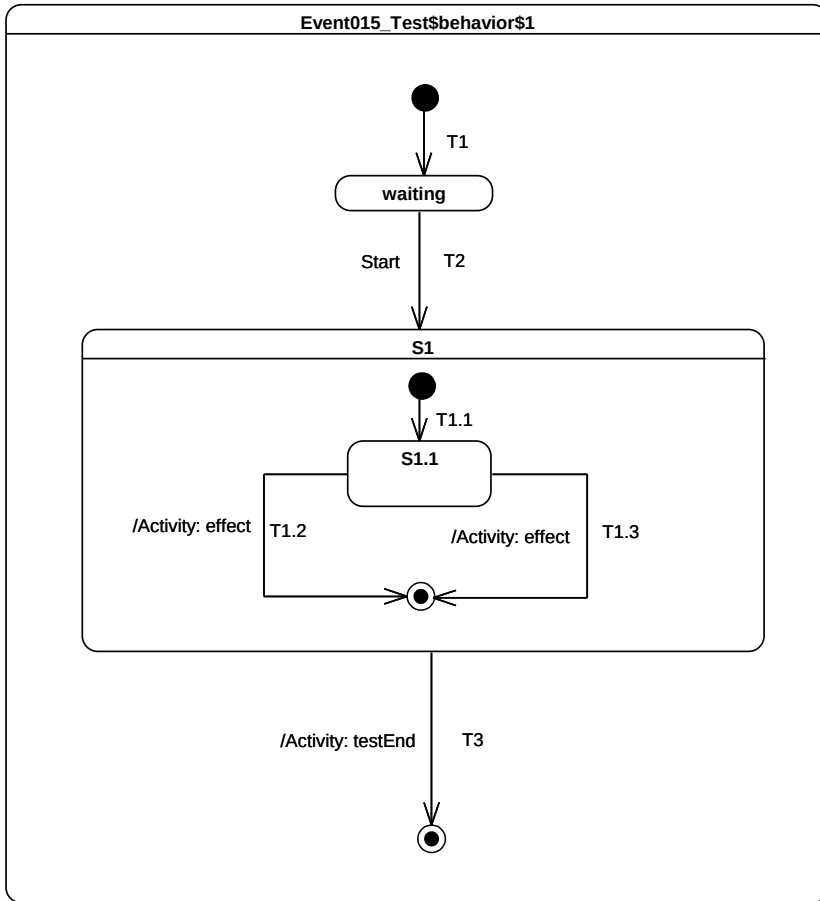 Event015_Test$behavior$1
T1
waiting
Start T2
S1
T1.1
S1.1
/Activity: effect T1.2 /Activity: effect T1.3
/Activity: testEnd T3